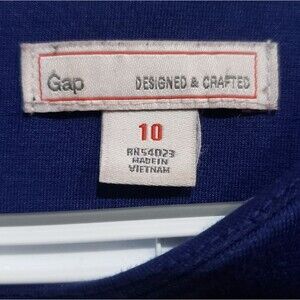 Gap DESIGNED & CRAFTED
10
RN54023
MADE IN
VIETNAM